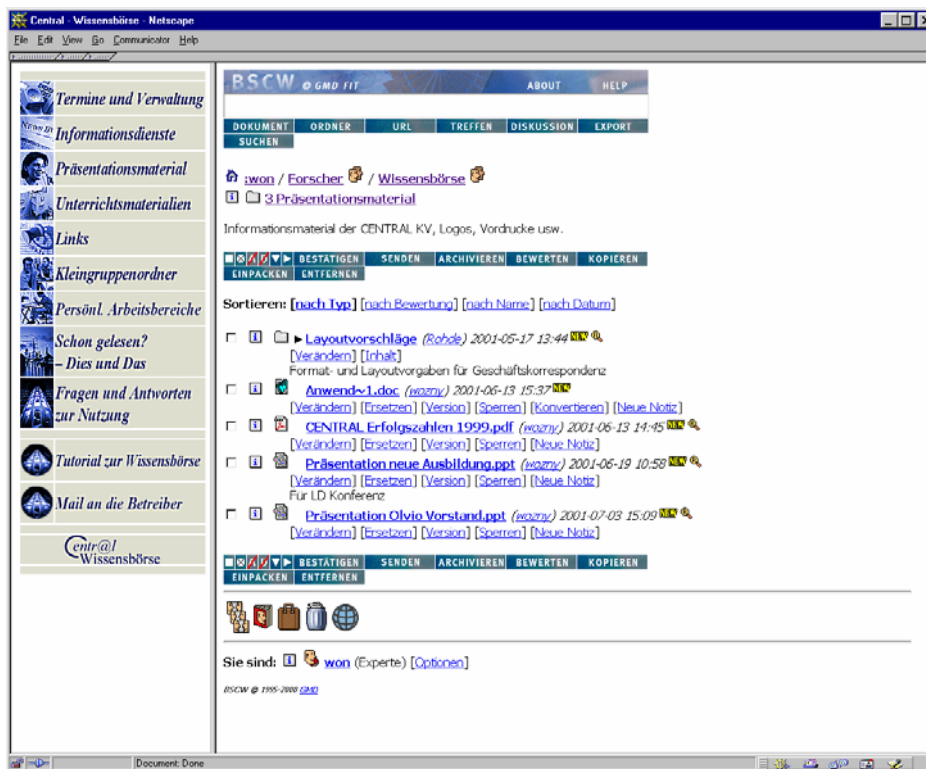 Central - Wissensbörse - Netscape
File Edit View Go Communicator Help
Termine und Verwaltung
Informationsdienste
Präsentationsmaterial
Unterrichtsmaterialien
Links
Kleingruppenordner
Persönl. Arbeitsbereiche
Schon gelesen?
– Dies und Das
Fragen und Antworten
zur Nutzung
Tutorial zur Wissensbörse
Mail an die Betreiber
Centr@l
Wissensbörse
BSCW @ GMD FIT ABOUT HELP
DOKUMENT ORDNER URL TREFFEN DISKUSSION EXPORT
SUCHEN
:won / Forscher / Wissensbörse
3 Präsentationsmaterial
Informationsmaterial der CENTRAL KV, Logos, Vordrucke usw.
BESTÄTIGEN SENDEN ARCHIVIEREN BEWERTEN KOPIEREN
EINPACKEN ENTFERNEN
Sortieren: [nach Typ] [nach Bewertung] [nach Name] [nach Datum]
Layoutvorschläge (Rohde) 2001-05-17 13:44 NEW
[Verändern] [Inhalt]
Format- und Layoutvorgaben für Geschäftskorrespondenz
Anwend~1.doc (wozny) 2001-06-13 15:37 NEW
[Verändern] [Ersetzen] [Version] [Sperren] [Konvertieren] [Neue Notiz]
CENTRAL Erfolgszahlen 1999.pdf (wozny) 2001-06-13 14:45 NEW
[Verändern] [Ersetzen] [Version] [Sperren] [Neue Notiz]
Präsentation neue Ausbildung.ppt (wozny) 2001-06-19 10:58 NEW
[Verändern] [Ersetzen] [Version] [Sperren] [Neue Notiz]
Für LD Konferenz
Präsentation Olvio Vorstand.ppt (wozny) 2001-07-03 15:09 NEW
[Verändern] [Ersetzen] [Version] [Sperren] [Neue Notiz]
BESTÄTIGEN SENDEN ARCHIVIEREN BEWERTEN KOPIEREN
EINPACKEN ENTFERNEN
Sie sind: won (Experte) [Optionen]
BSCW @ 1995-2000 GMD
Document: Done